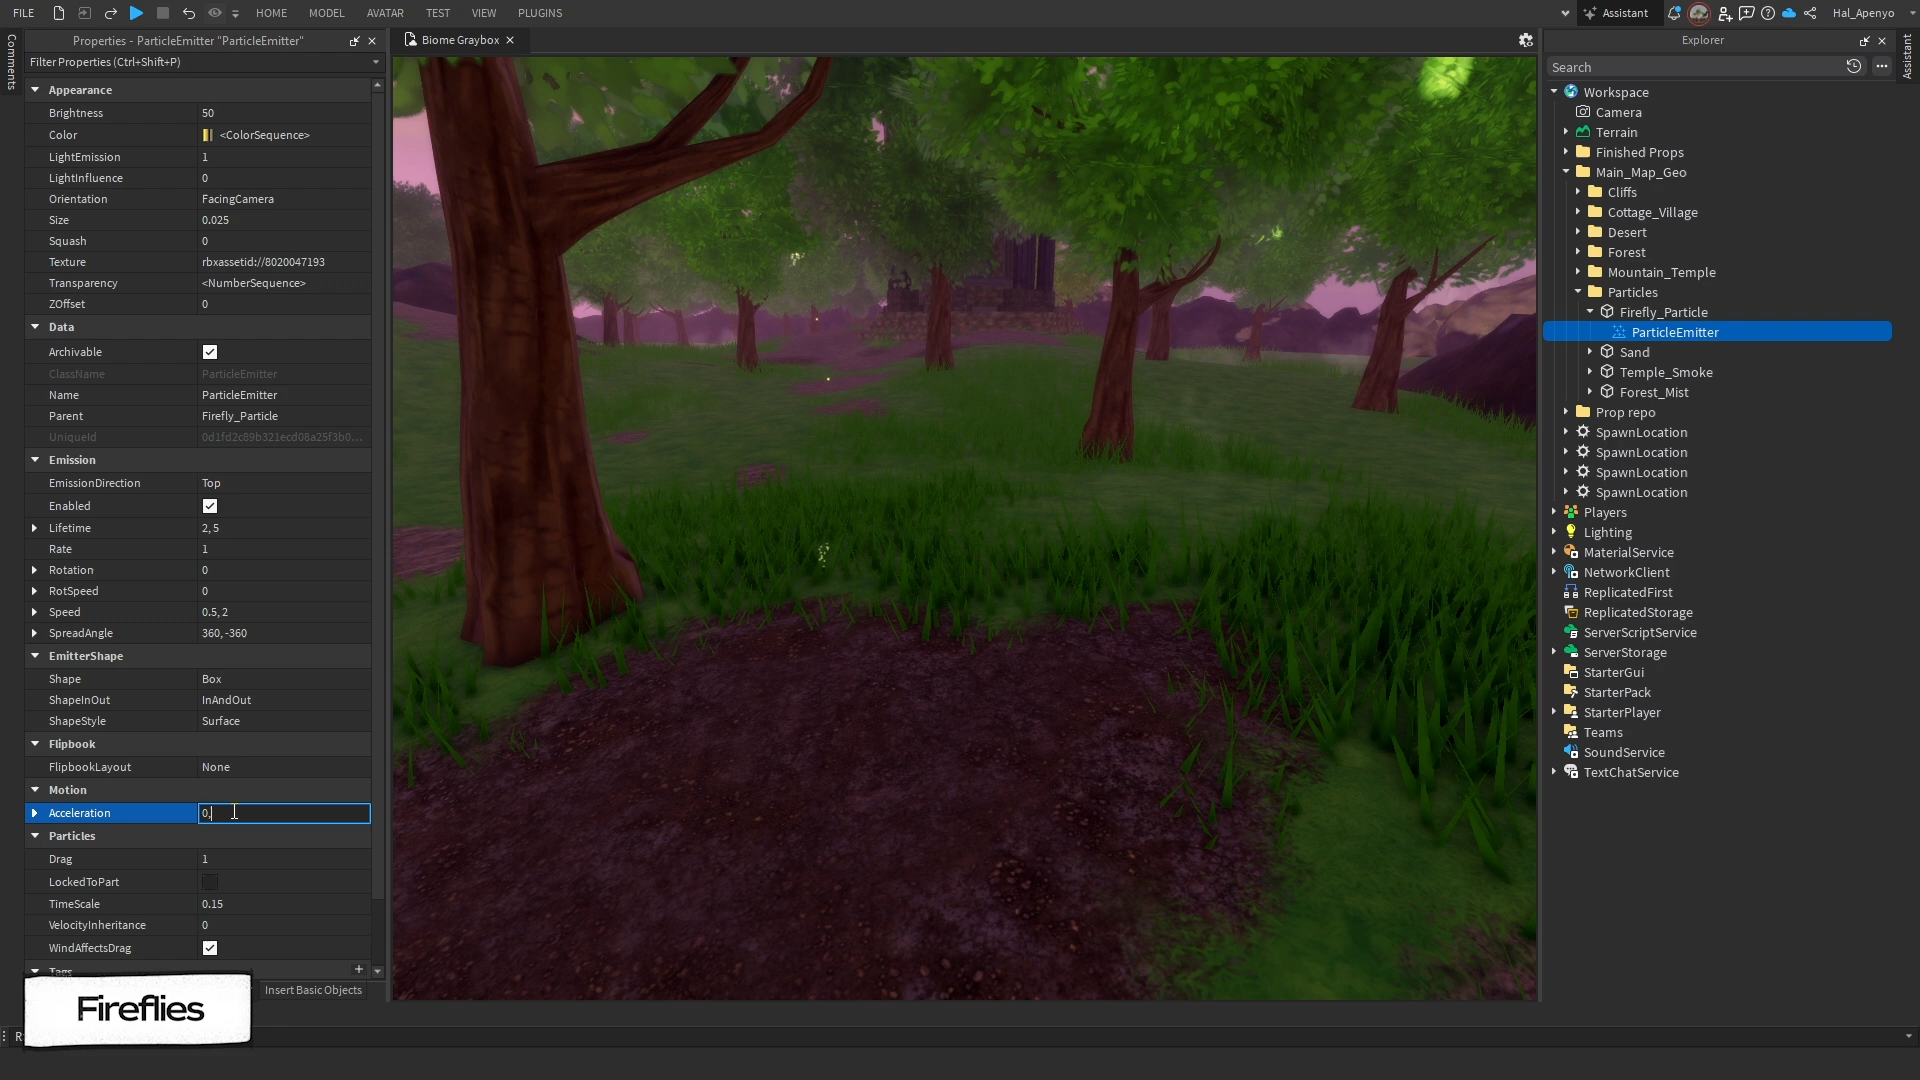 FILE
HOME
MODEL
AVATAR
TEST
VIEW
PLUGINS
Assistant
Hal_Apenyo
Comments
Properties - ParticleEmitter "ParticleEmitter"
Filter Properties (Ctrl+Shift+P)
Appearance
Brightness 50
Color <ColorSequence>
LightEmission 1
LightInfluence 0
Orientation FacingCamera
Size 0.025
Squash 0
Texture rbxassetid://8020047193
Transparency <NumberSequence>
ZOffset 0
Data
Archivable
ClassName ParticleEmitter
Name ParticleEmitter
Parent Firefly_Particle
UniqueId 0d1fd2c89b321ecd08a25f3b0...
Emission
EmissionDirection Top
Enabled
Lifetime 2, 5
Rate 1
Rotation 0
RotSpeed 0
Speed 0.5, 2
SpreadAngle 360, -360
EmitterShape
Shape Box
ShapeInOut InAndOut
ShapeStyle Surface
Flipbook
FlipbookLayout None
Motion
Acceleration 0,
Particles
Drag 1
LockedToPart
TimeScale 0.15
VelocityInheritance 0
WindAffectsDrag
Tags
Insert Basic Objects
Fireflies
Biome Graybox
Explorer
Search
Workspace
Camera
Terrain
Finished Props
Main_Map_Geo
Cliffs
Cottage_Village
Desert
Forest
Mountain_Temple
Particles
Firefly_Particle
ParticleEmitter
Sand
Temple_Smoke
Forest_Mist
Prop repo
SpawnLocation
SpawnLocation
SpawnLocation
SpawnLocation
Players
Lighting
MaterialService
NetworkClient
ReplicatedFirst
ReplicatedStorage
ServerScriptService
ServerStorage
StarterGui
StarterPack
StarterPlayer
Teams
SoundService
TextChatService
Assistant